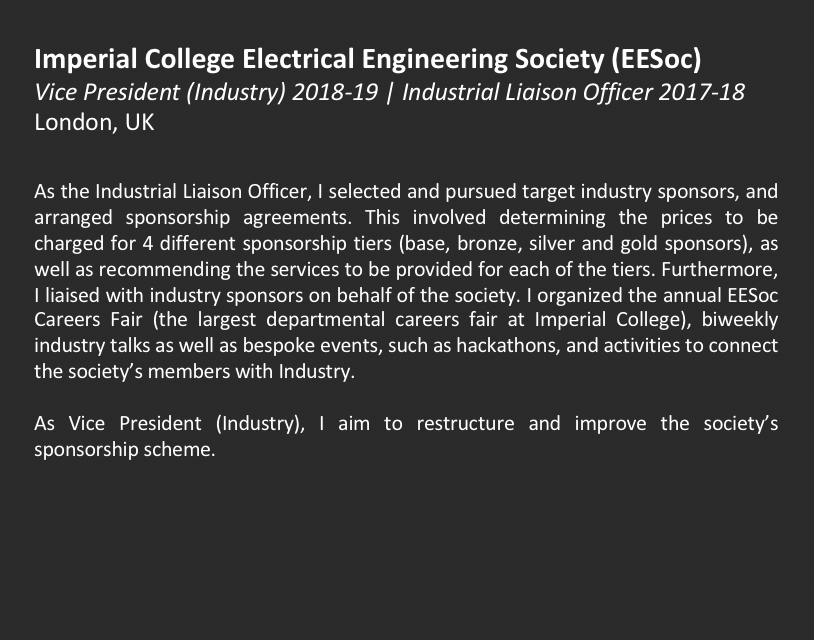 Imperial College Electrical Engineering Society (EESoc)
Vice President (Industry) 2018-19 | Industrial Liaison Officer 2017-18
London, UK
As the Industrial Liaison Officer, I selected and pursued target industry sponsors, and
arranged sponsorship agreements. This involved determining the prices to be
charged for 4 different sponsorship tiers (base, bronze, silver and gold sponsors), as
well as recommending the services to be provided for each of the tiers. Furthermore,
I liaised with industry sponsors on behalf of the society. I organized the annual EESoc
Careers Fair (the largest departmental careers fair at Imperial College), biweekly
industry talks as well as bespoke events, such as hackathons, and activities to connect
the society’s members with Industry.
As Vice President (Industry), I aim to restructure and improve the society’s
sponsorship scheme.